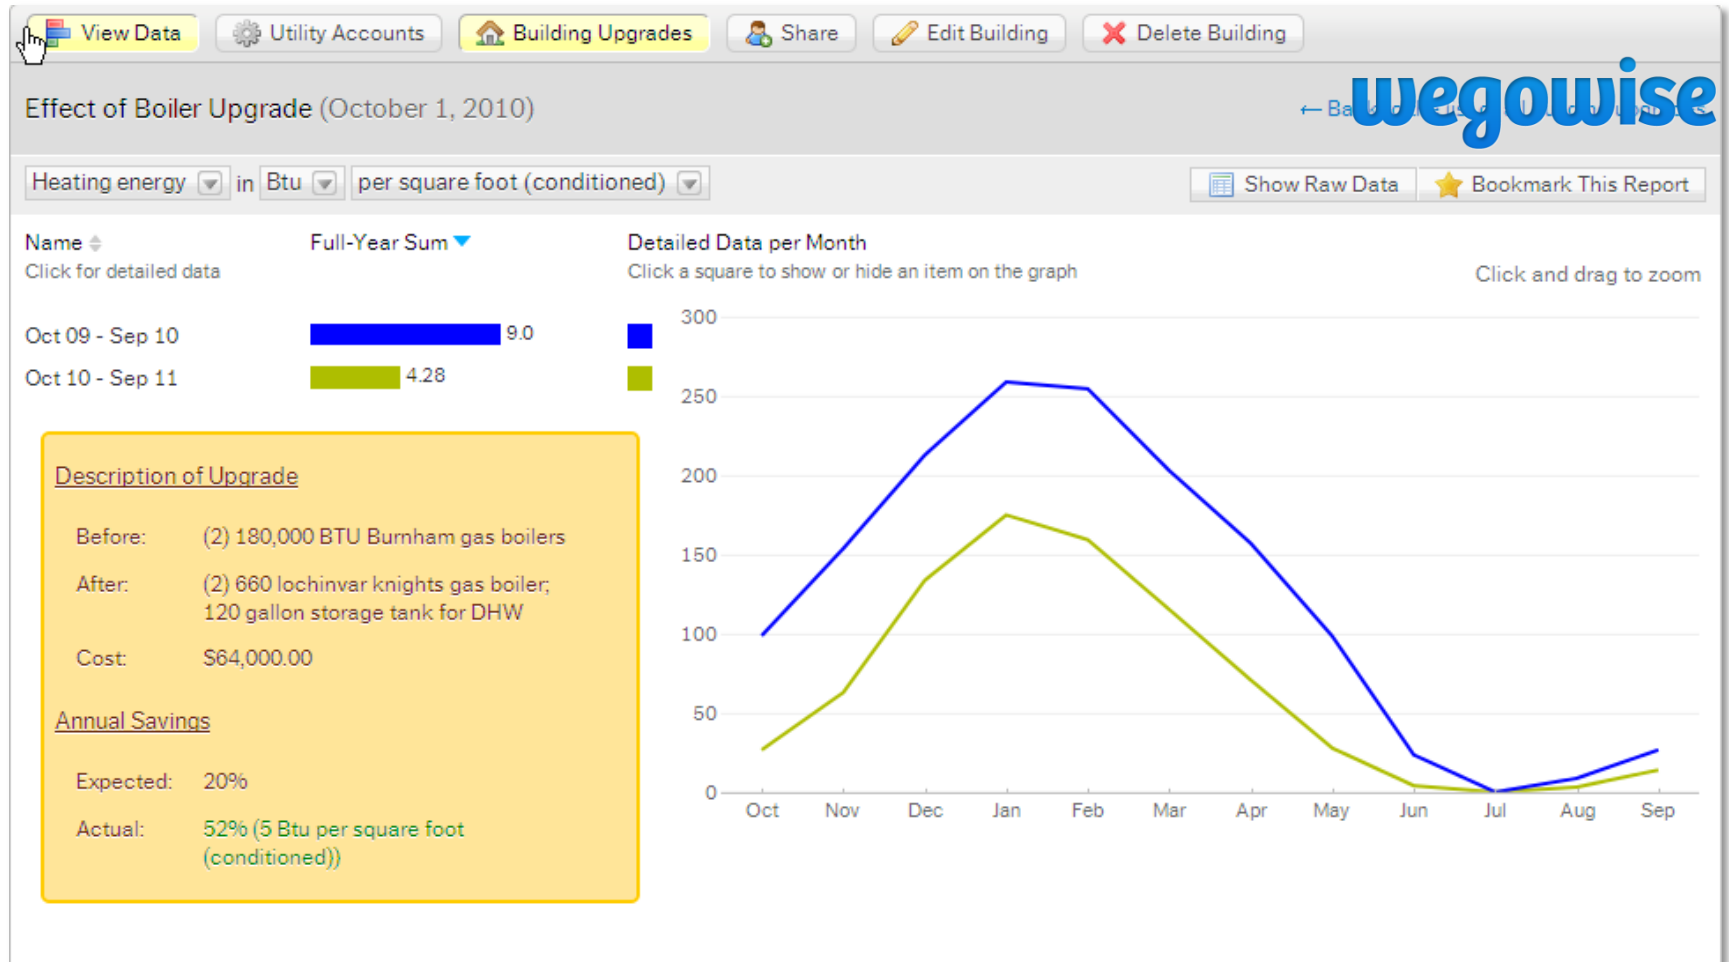 View Data Utility Accounts Building Upgrades Share Edit Building Delete Building
Effect of Boiler Upgrade (October 1, 2010)
wegowise
Heating energy in Btu per square foot (conditioned)
Show Raw Data Bookmark This Report
Name Full-Year Sum Detailed Data per Month
Click for detailed data Click a square to show or hide an item on the graph
Click and drag to zoom
Oct 09 - Sep 10 9.0
Oct 10 - Sep 11 4.28
Description of Upgrade
Before: (2) 180,000 BTU Burnham gas boilers
After: (2) 660 lochinvar knights gas boiler;
120 gallon storage tank for DHW
Cost: $64,000.00
Annual Savings
Expected: 20%
Actual: 52% (5 Btu per square foot
(conditioned))
300
250
200
150
100
50
0
Oct Nov Dec Jan Feb Mar Apr May Jun Jul Aug Sep